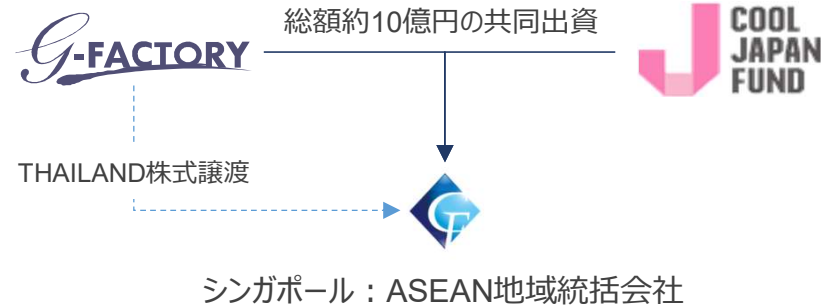 総額約10億円の共同出資
G-FACTORY
COOL
JAPAN
FUND
THAILAND株式譲渡
GF
シンガポール：ASEAN地域統括会社